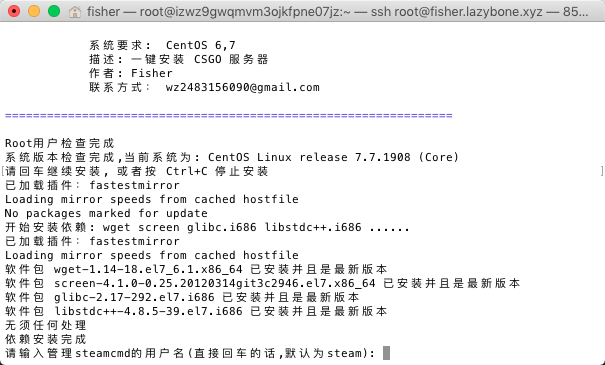 fisher — root@izwz9gwqmvm3ojkfpne07jz:~ — ssh root@fisher.lazybone.xyz — 85...
系统要求: CentOS 6,7
描述: 一键安装 CSGO 服务器
作者: Fisher
联系方式: wz2483156090@gmail.com
================================================================
Root用户检查完成
系统版本检查完成,当前系统为: CentOS Linux release 7.7.1908 (Core)
请回车继续安装, 或者按 Ctrl+C 停止安装
已加载插件: fastestmirror
Loading mirror speeds from cached hostfile
No packages marked for update
开始安装依赖: wget screen glibc.i686 libstdc++.i686 ......
已加载插件: fastestmirror
Loading mirror speeds from cached hostfile
软件包 wget-1.14-18.el7_6.1.x86_64 已安装并且是最新版本
软件包 screen-4.1.0-0.25.20120314git3c2946.el7.x86_64 已安装并且是最新版本
软件包 glibc-2.17-292.el7.i686 已安装并且是最新版本
软件包 libstdc++-4.8.5-39.el7.i686 已安装并且是最新版本
无须任何处理
依赖安装完成
请输入管理steamcmd的用户名(直接回车的话,默认为steam):